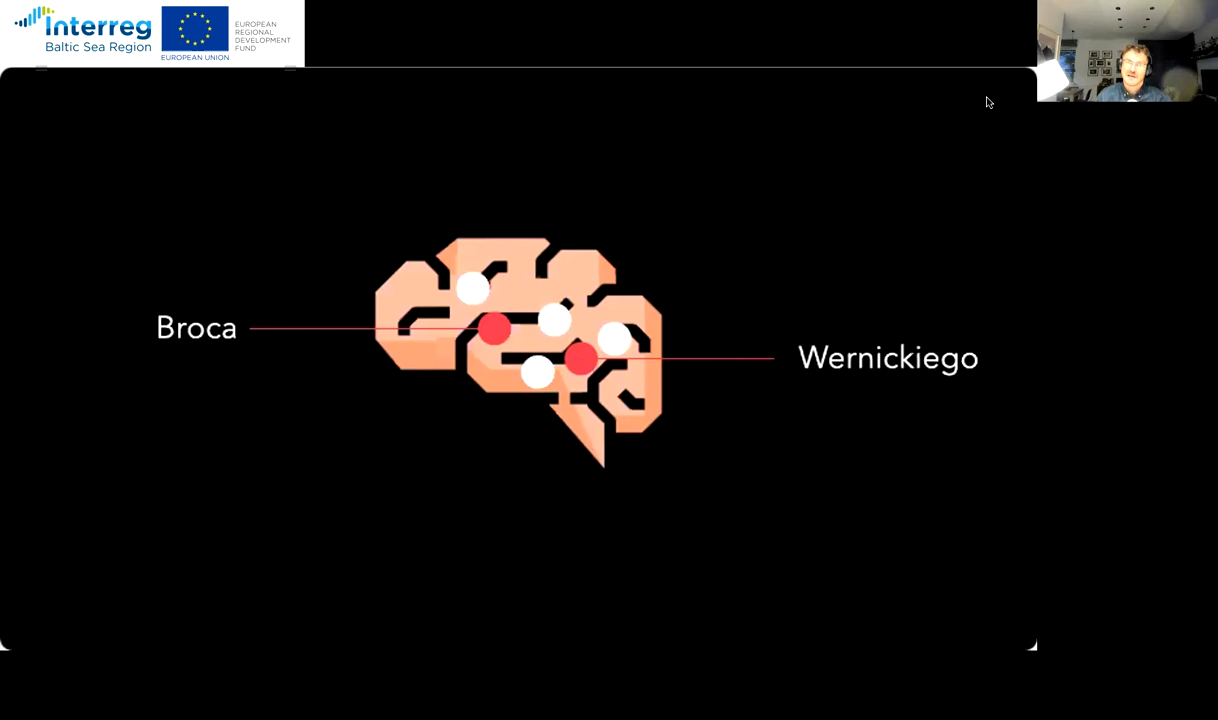 Interreg
Baltic Sea Region
EUROPEAN UNION
EUROPEAN
REGIONAL
DEVELOPMENT
FUND
Broca
Wernickiego